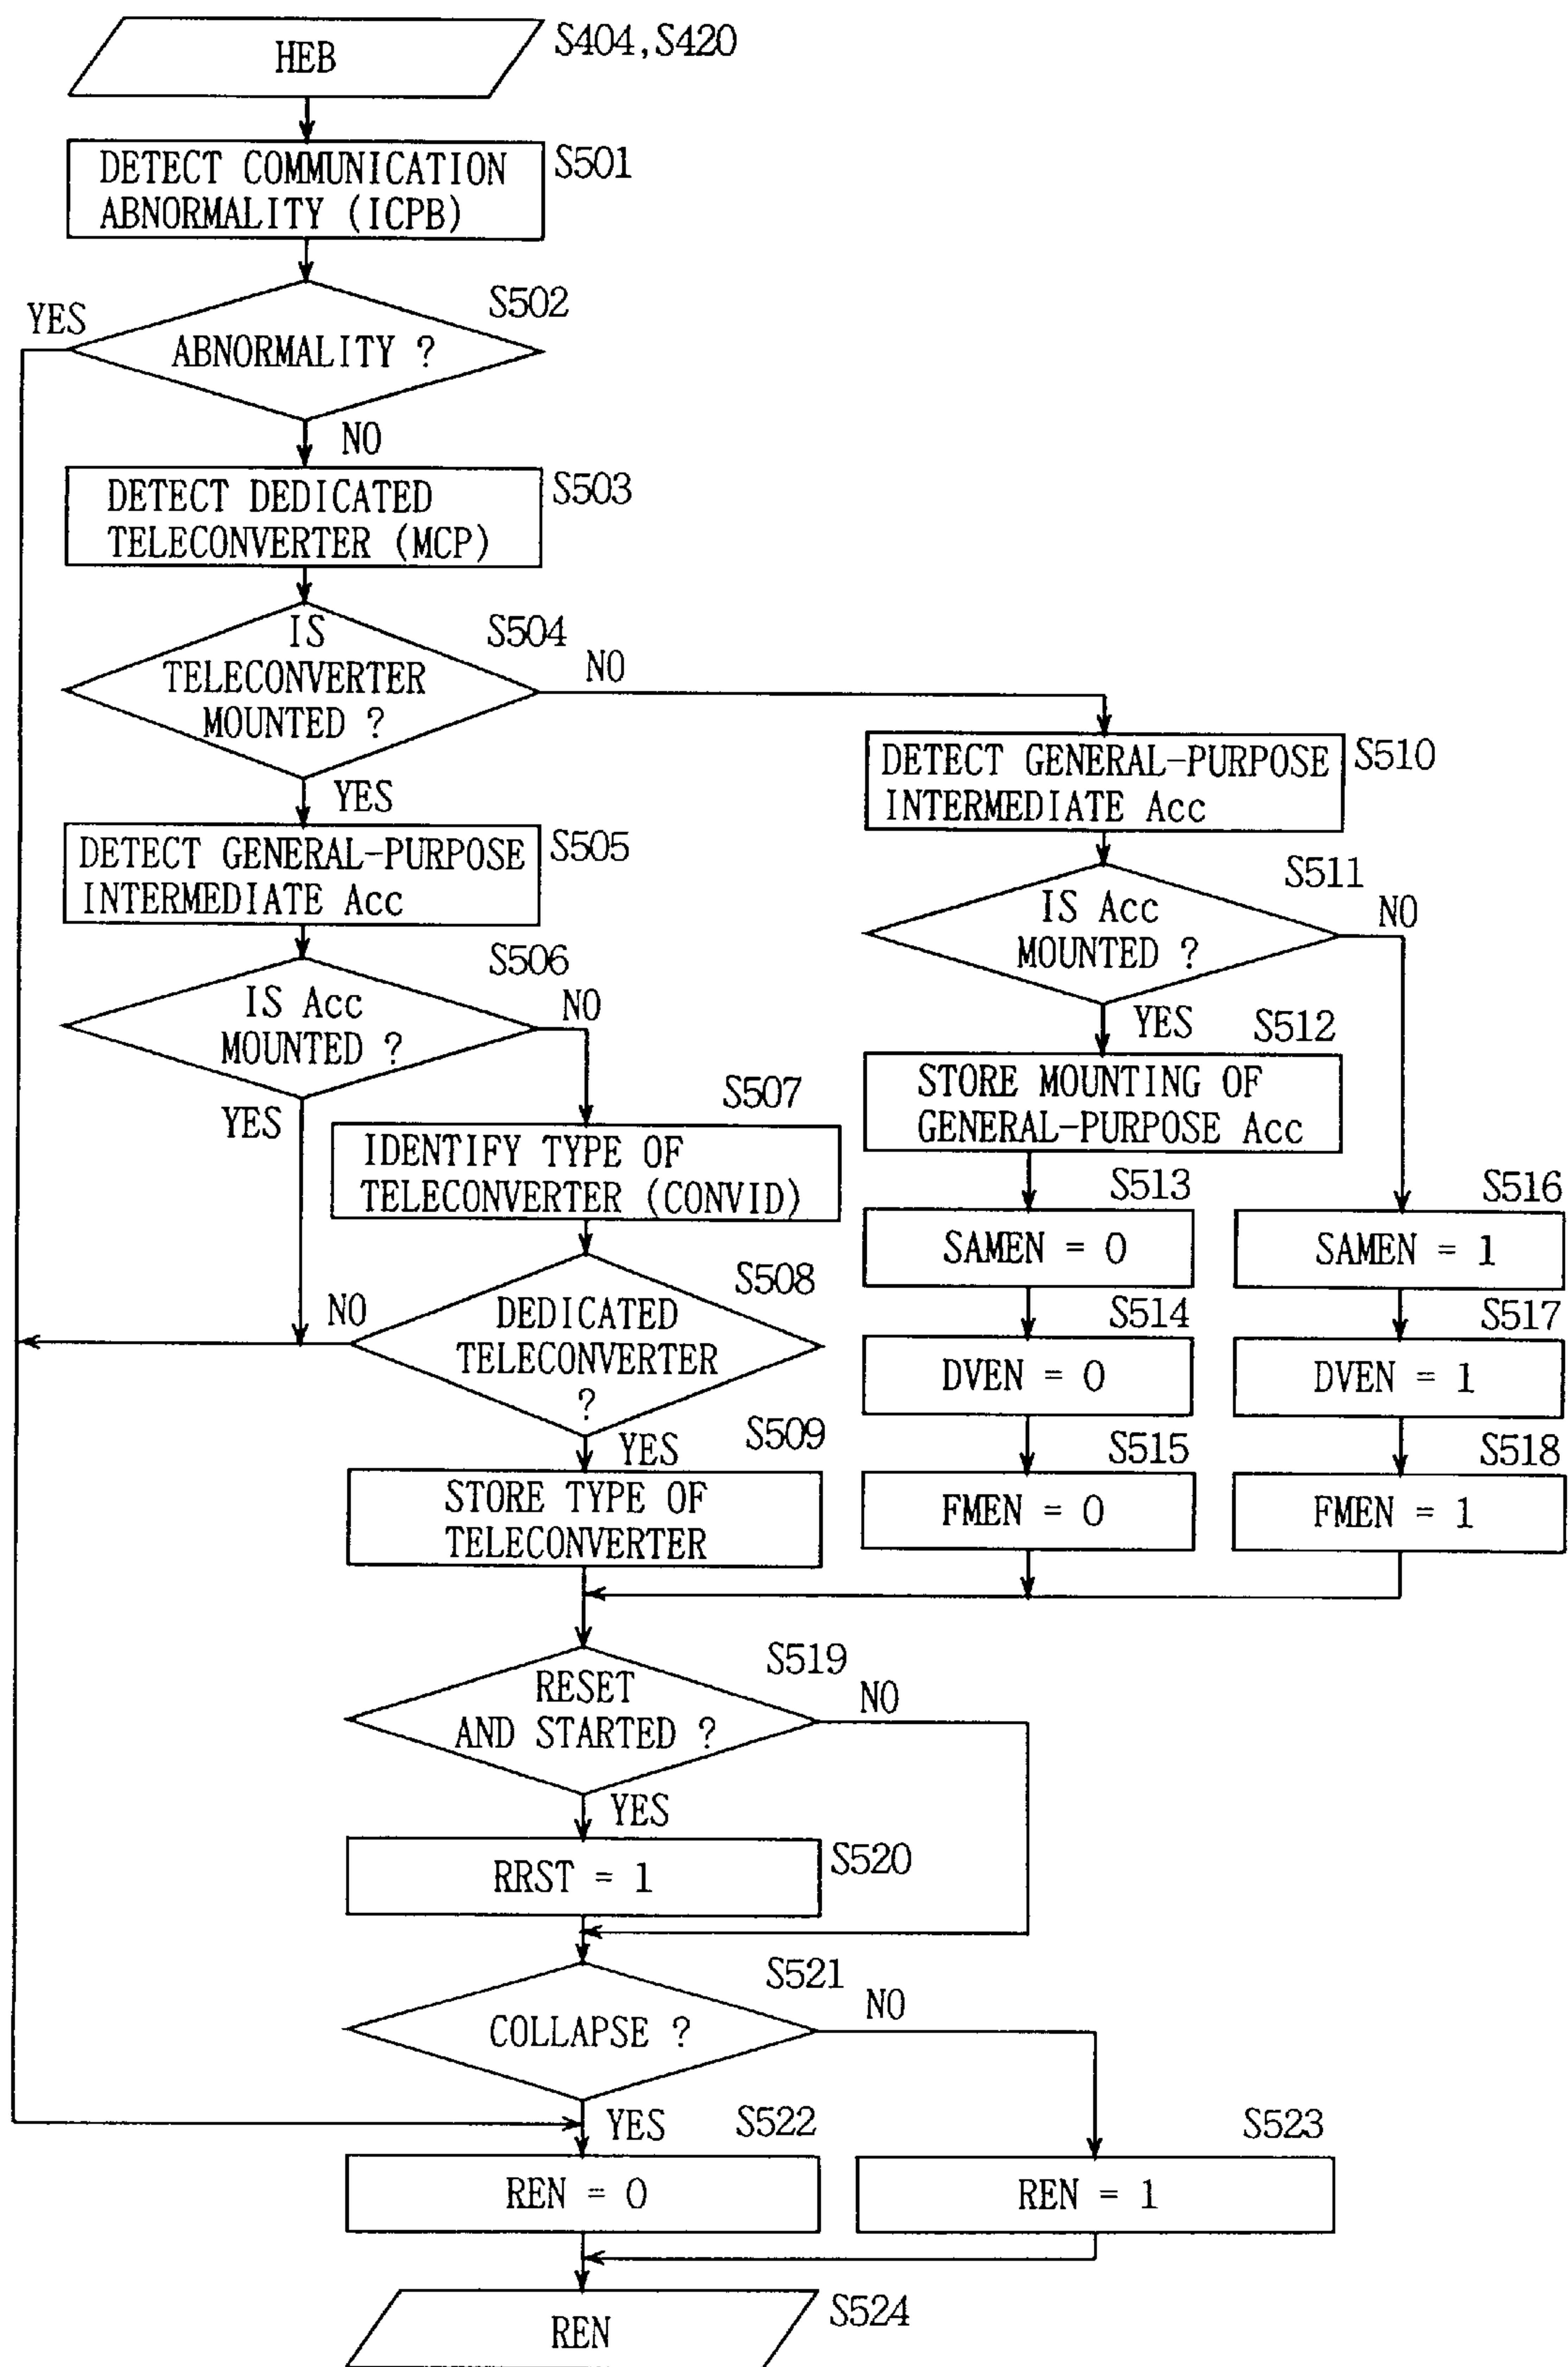 HEB
S404,S420
DETECT COMMUNICATION
ABNORMALITY (ICPB)
S501
S502
YES
ABNORMALITY ?
NO
DETECT DEDICATED
TELECONVERTER (MCP)
S503
IS
TELECONVERTER
MOUNTED ?
S504
NO
YES
DETECT GENERAL-PURPOSE
INTERMEDIATE Acc
S505
IS Acc
MOUNTED ?
S506
NO
YES
S507
IDENTIFY TYPE OF
TELECONVERTER (CONVID)
S508
NO
DEDICATED
TELECONVERTER
?
YES
S509
STORE TYPE OF
TELECONVERTER
DETECT GENERAL-PURPOSE
INTERMEDIATE Acc
S510
S511
IS Acc
MOUNTED ?
NO
YES
S512
STORE MOUNTING OF
GENERAL-PURPOSE Acc
S513
SAMEN = 0
S514
DVEN = 0
S515
FMEN = 0
S516
SAMEN = 1
S517
DVEN = 1
S518
FMEN = 1
S519
RESET
AND STARTED ?
NO
YES
RRST = 1
S520
S521
COLLAPSE ?
NO
YES
S522
REN = 0
S523
REN = 1
REN
S524